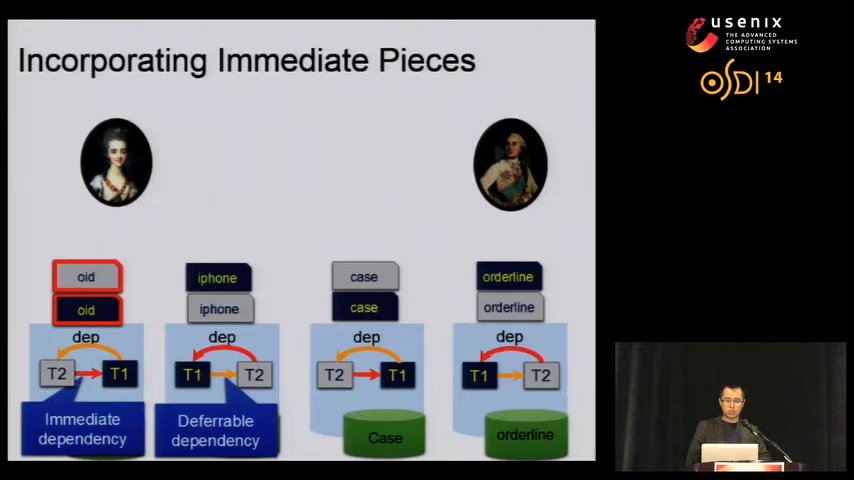 Incorporating Immediate Pieces
usenix
THE ADVANCED
COMPUTING SYSTEMS
ASSOCIATION
OSDI 14
oid
iphone
case
orderline
oid
iphone
case
orderline
dep
dep
dep
dep
T2
T1
T1
T2
T2
T1
T1
T2
Immediate
dependency
Deferrable
dependency
Case
orderline